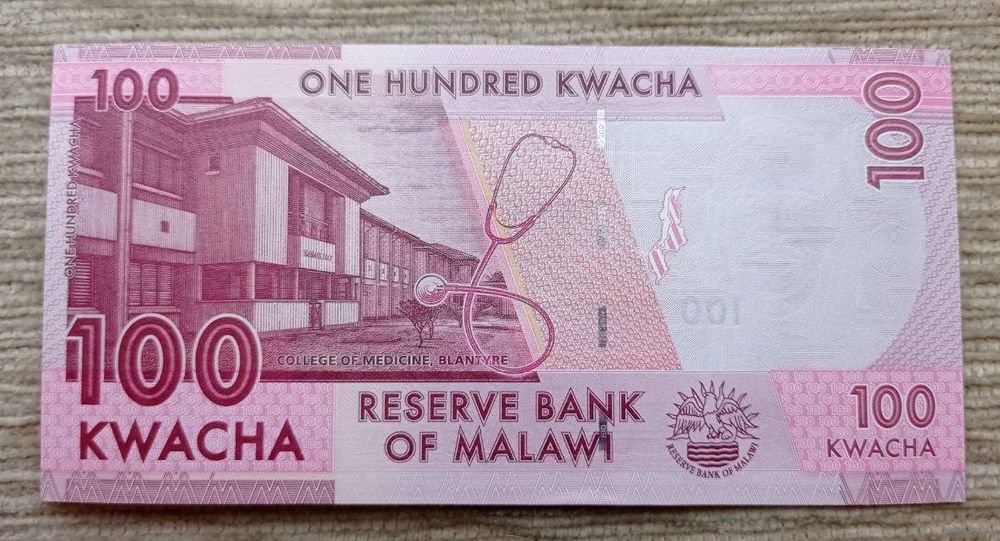 100
ONE HUNDRED KWACHA
100
ONE HUNDRED KWACHA
100
KWACHA
COLLEGE OF MEDICINE, BLANTYRE
RESERVE BANK
OF MALAWI
RESERVE BANK OF MALAWI
100
100
KWACHA